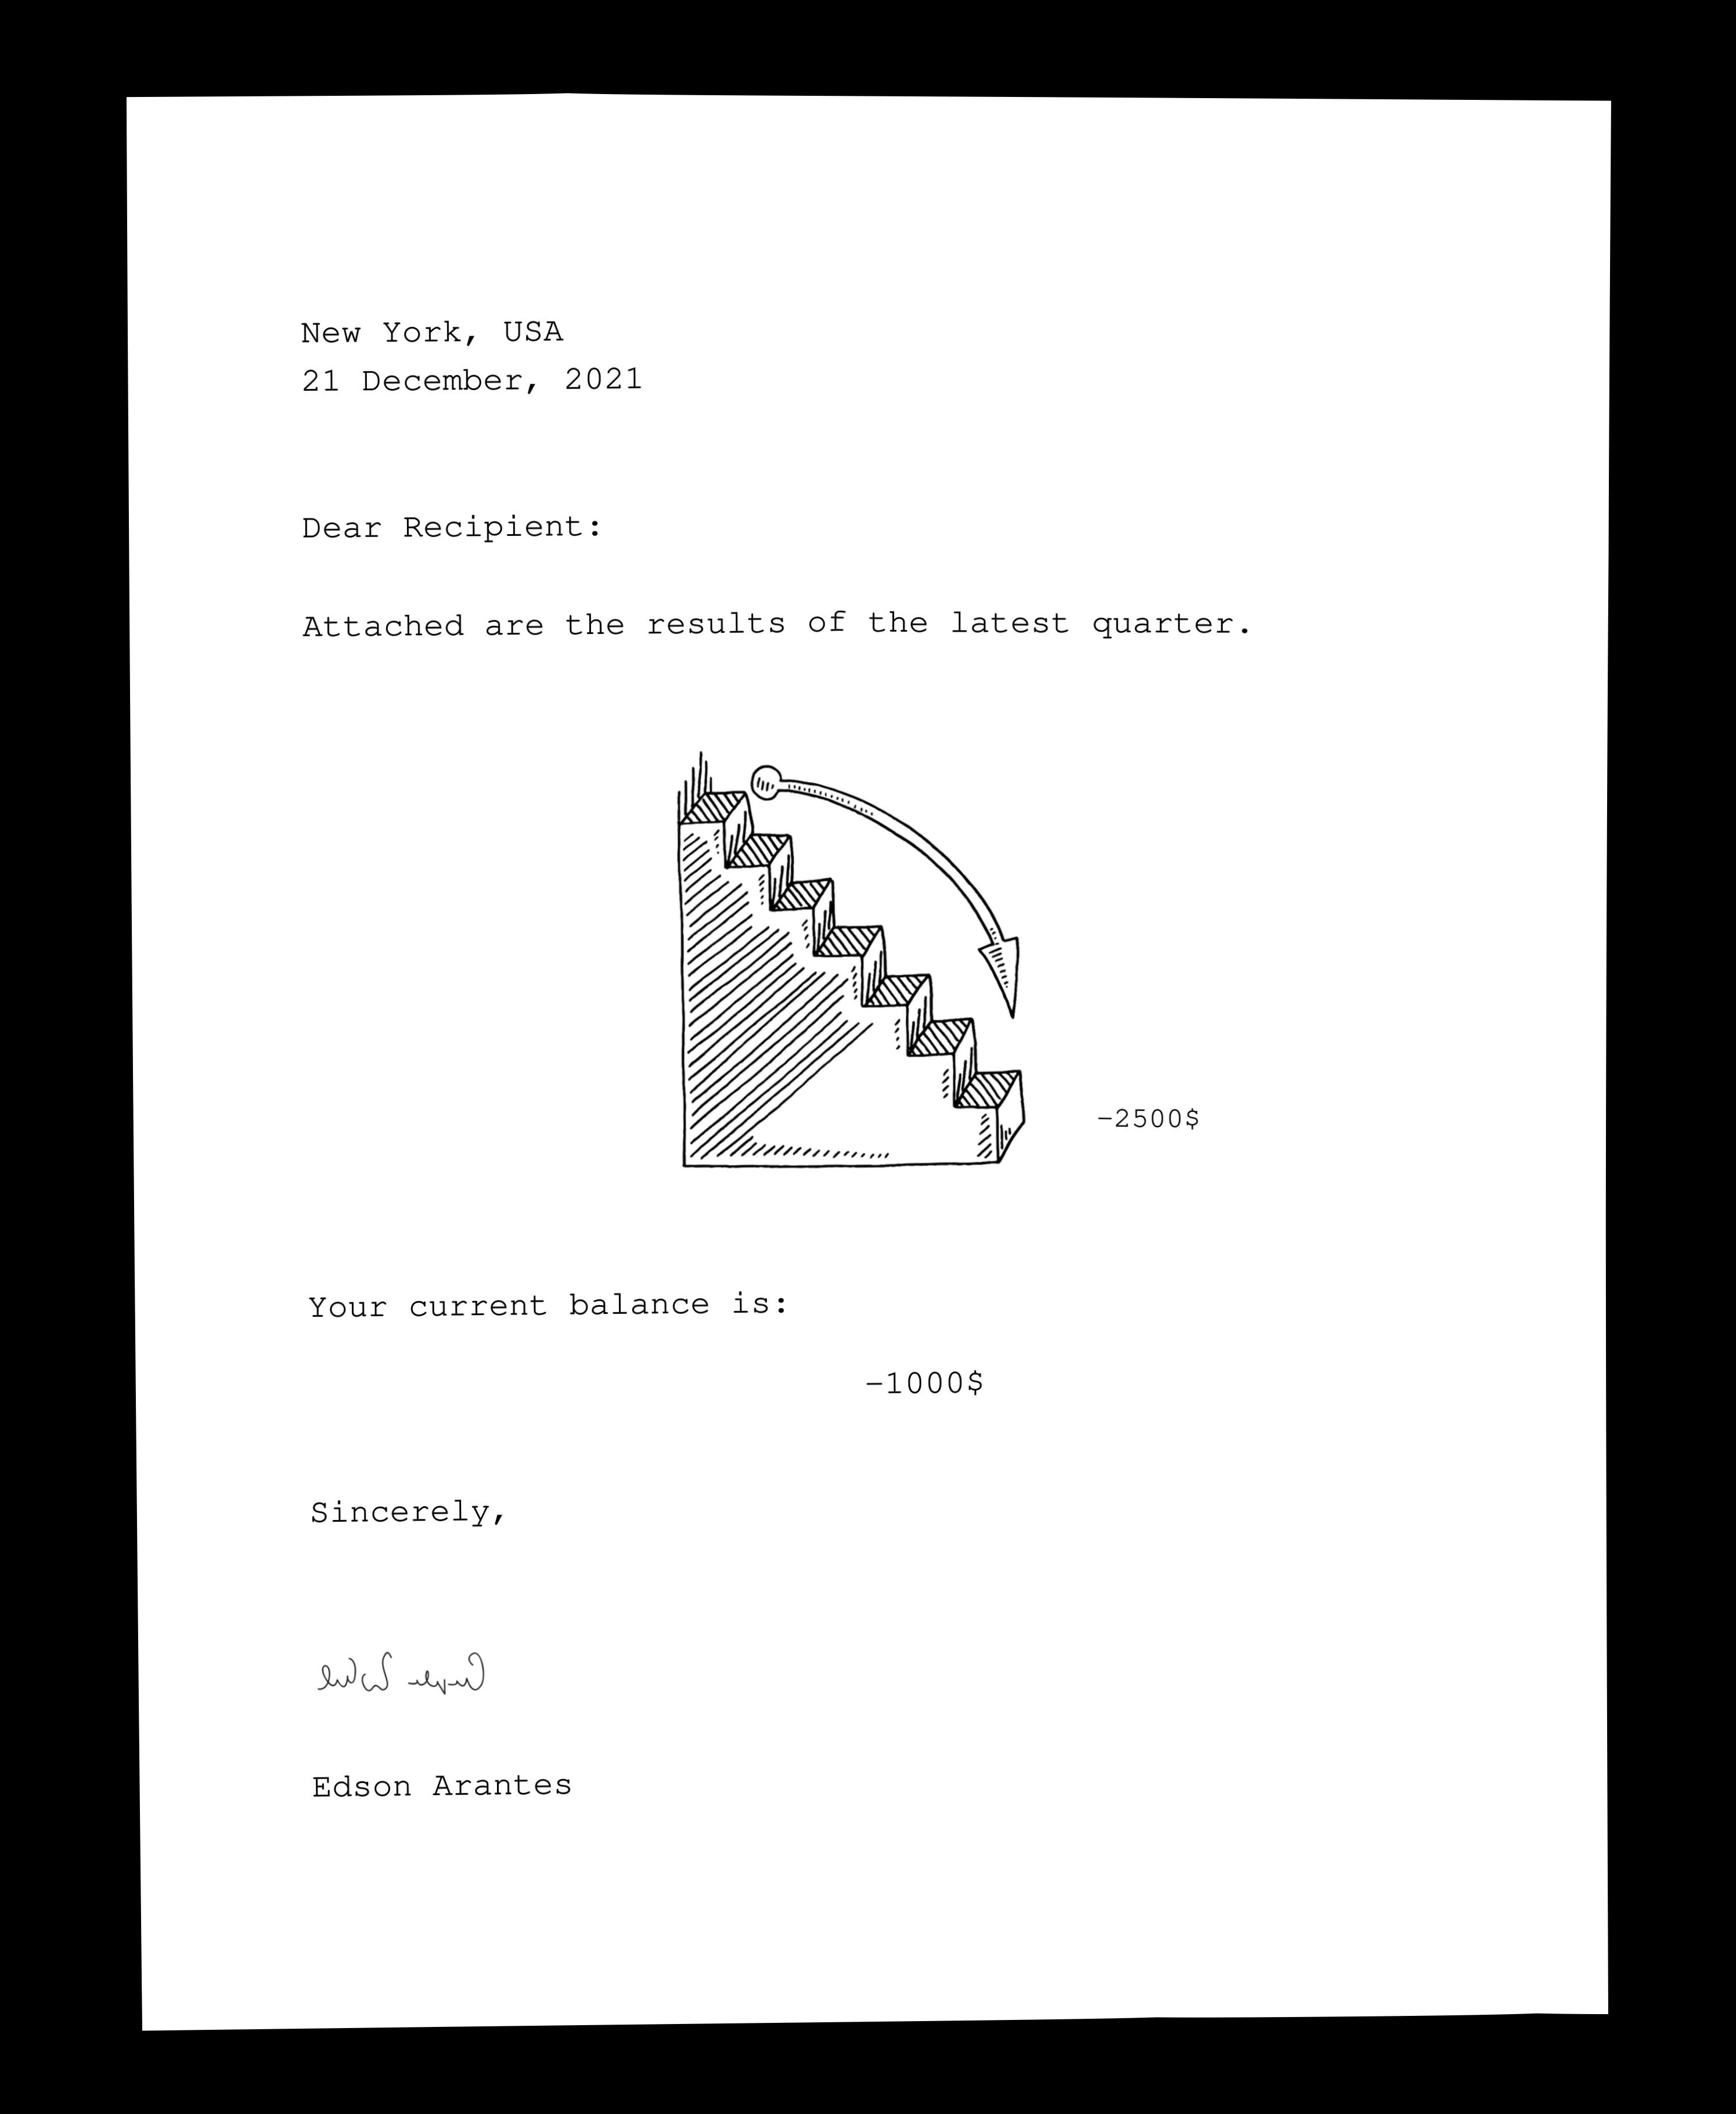 New York, USA
21 December, 2021
Dear Recipient:
Attached are the results of the latest quarter.
-2500$
Your current balance is:
-1000$
Sincerely,
Edson Arantes